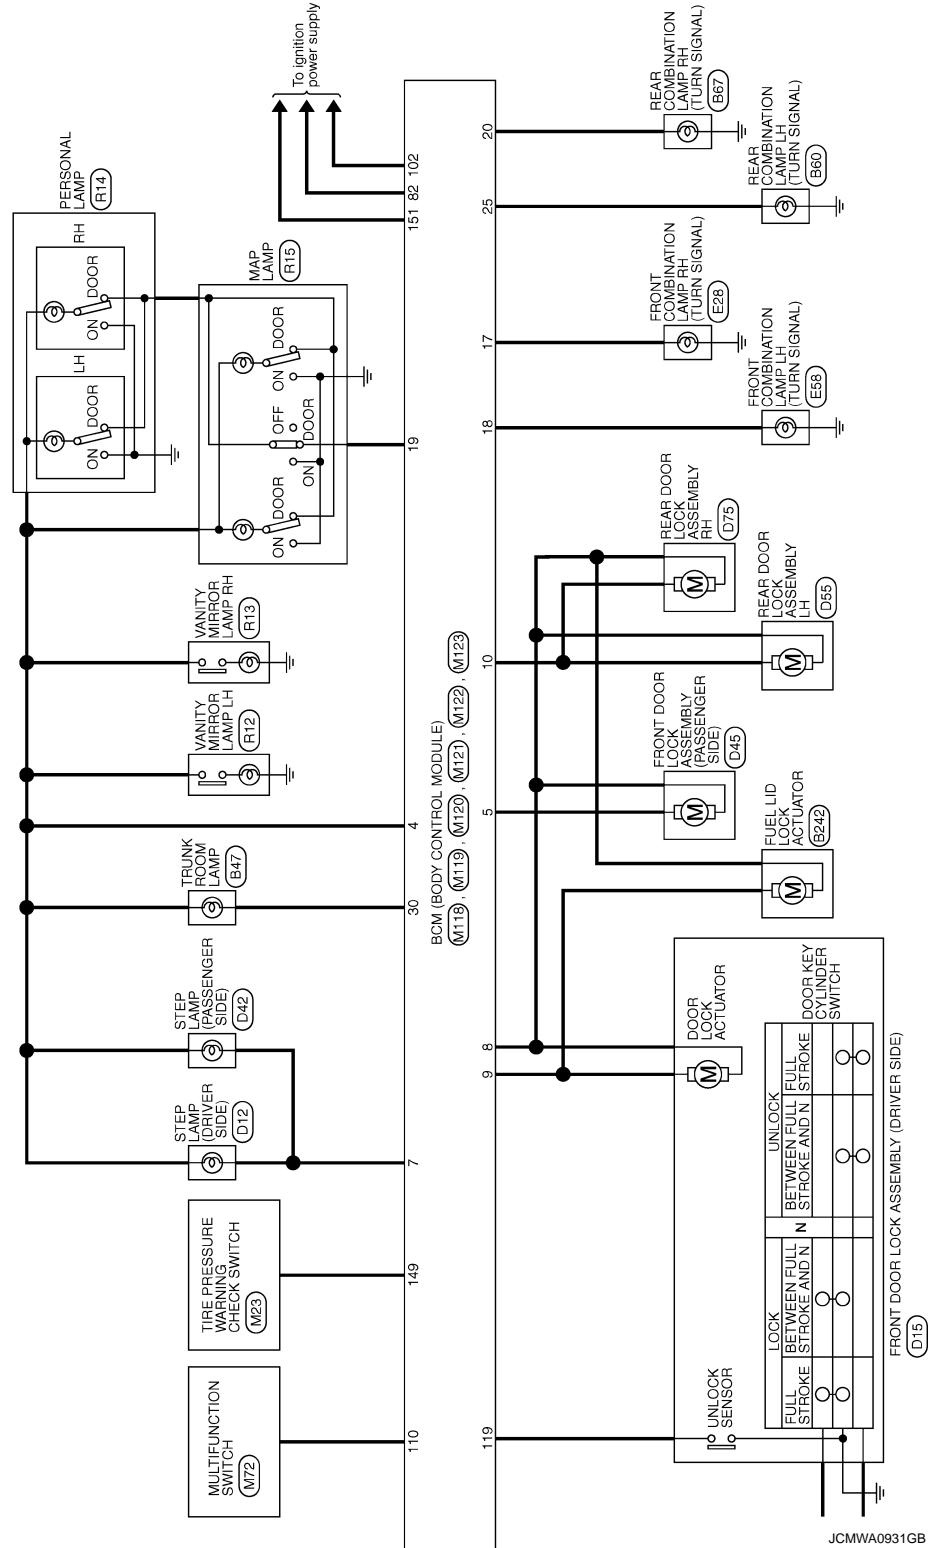 MULTIFUNCTION
SWITCH
M72
TIRE PRESSURE
WARNING
CHECK SWITCH
M23
STEP
LAMP
(DRIVER
SIDE)
D12
STEP
LAMP
(PASSENGER
SIDE)
D42
TRUNK
ROOM
LAMP
B47
VANITY
MIRROR
LAMP LH
R12
VANITY
MIRROR
LAMP RH
R13
PERSONAL
LAMP
R14
LH
ON
DOOR
RH
ON
DOOR
MAP
LAMP
R15
ON
DOOR
ON
DOOR
OFF
ON
DOOR
To ignition
power supply
110
149
7
30
4
19
151
82
102
BCM (BODY CONTROL MODULE)
M118 , M119 , M120 , M121 , M122 , M123
119
9
8
5
10
18
17
25
20
UNLOCK
SENSOR
DOOR
LOCK
ACTUATOR
LOCK
N
UNLOCK
FULL
STROKE
BETWEEN FULL
STROKE AND N
BETWEEN FULL
STROKE AND N
FULL
STROKE
DOOR KEY
CYLINDER
SWITCH
M
FRONT DOOR LOCK ASSEMBLY (DRIVER SIDE)
D15
FUEL LID
LOCK
ACTUATOR
B242
M
FRONT DOOR
LOCK
ASSEMBLY
(PASSENGER
SIDE)
D45
M
REAR DOOR
LOCK
ASSEMBLY
LH
D55
M
REAR DOOR
LOCK
ASSEMBLY
RH
D75
M
FRONT
COMBINATION
LAMP LH
(TURN SIGNAL)
E58
FRONT
COMBINATION
LAMP RH
(TURN SIGNAL)
E28
REAR
COMBINATION
LAMP LH
(TURN SIGNAL)
B60
REAR
COMBINATION
LAMP RH
(TURN SIGNAL)
B67
JCMWA0931GB